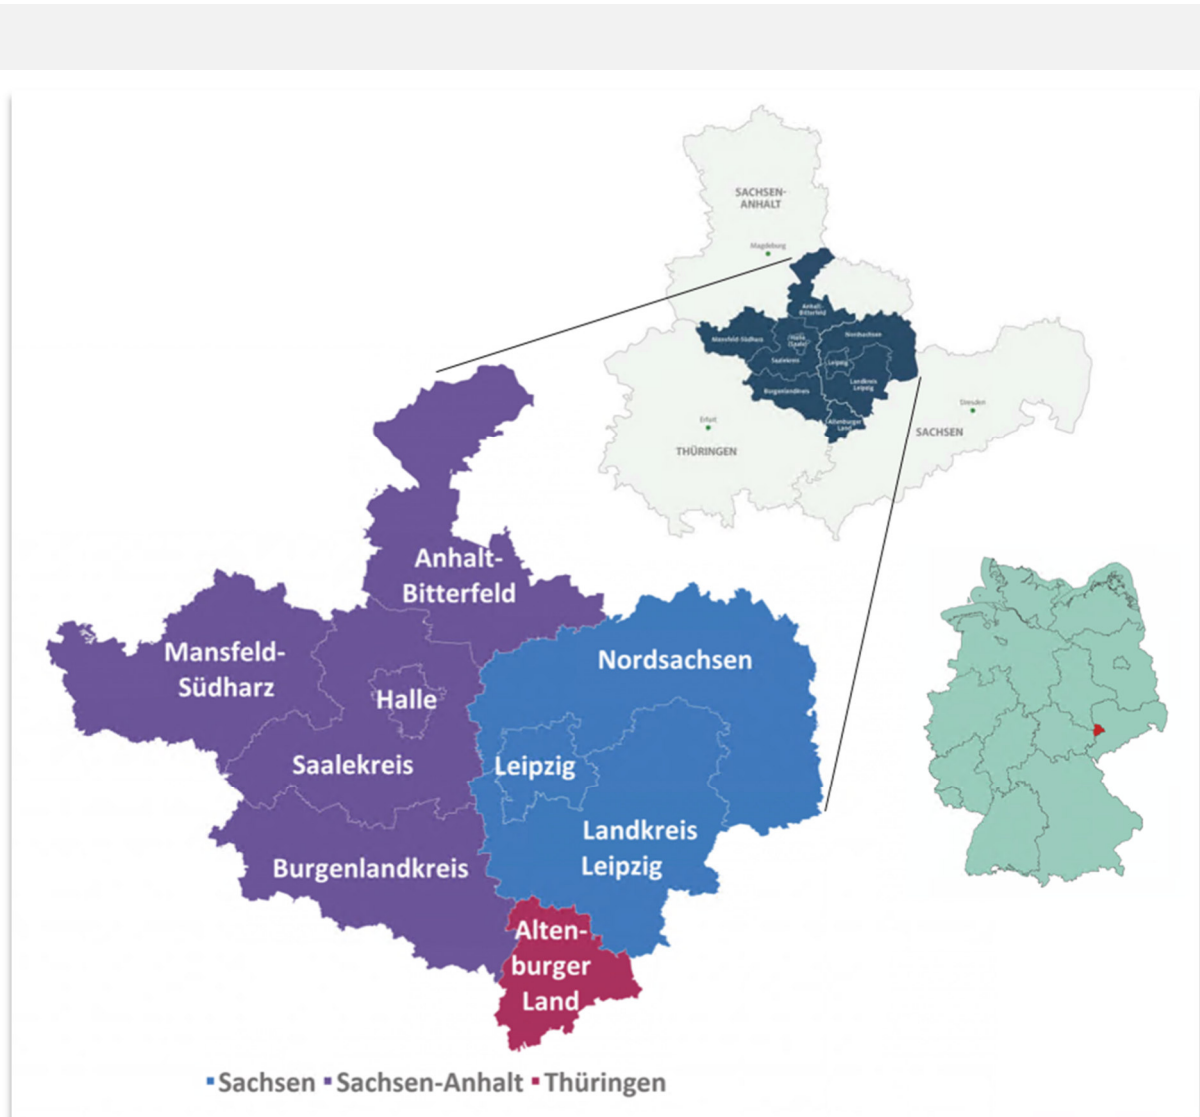 SACHSEN-
ANHALT
Magdeburg
Anhalt-
Bitterfeld
Mansfeld-Südharz
Halle
(Saale)
Nordsachsen
Saalekreis
Leipzig
Landkreis
Leipzig
Burgenlandkreis
Altenburger
Land
Erfurt
THÜRINGEN
Dresden
SACHSEN
Anhalt-
Bitterfeld
Mansfeld-
Südharz
Nordsachsen
Halle
Saalekreis
Leipzig
Landkreis
Leipzig
Burgenlandkreis
Alten-
burger
Land
Sachsen Sachsen-Anhalt Thüringen